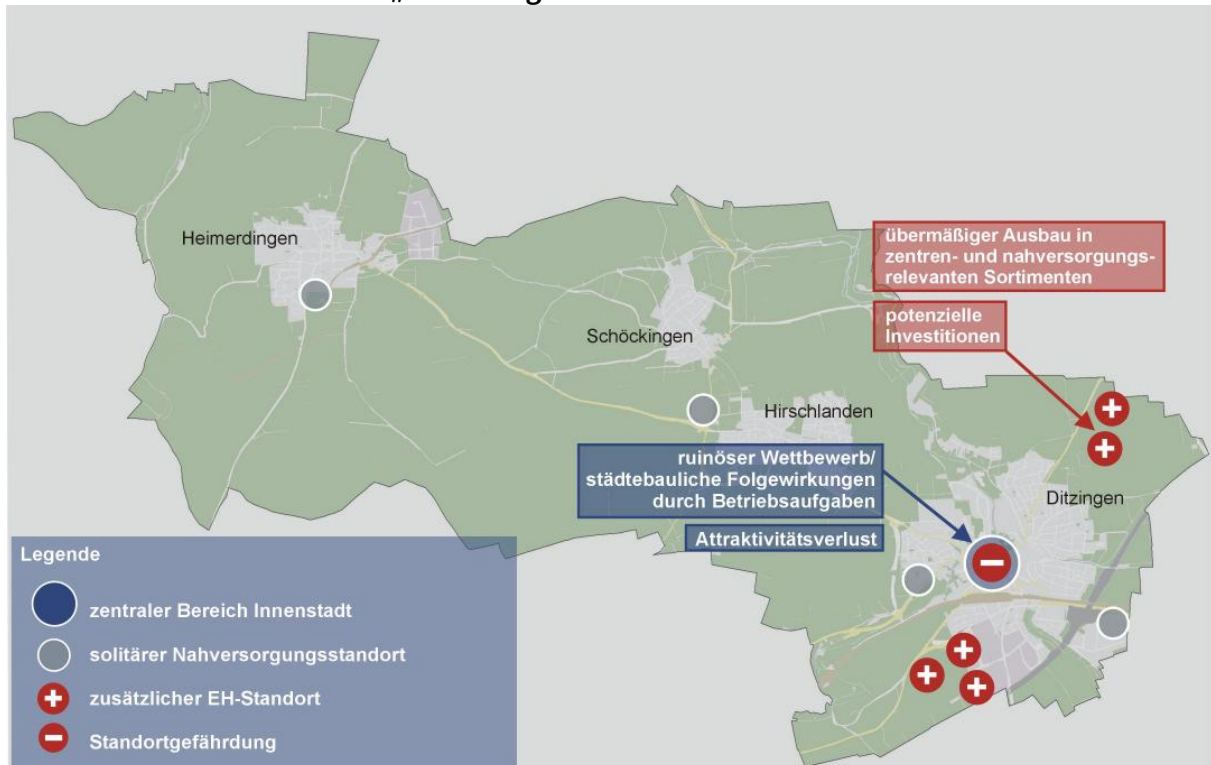 Heimerdingen
Schöckingen
Hirschlanden
Ditzingen
übermäßiger Ausbau in
zentren- und nahversorgungs-
relevanten Sortimenten
potenzielle
Investitionen
ruinöser Wettbewerb/
städtebauliche Folgewirkungen
durch Betriebsaufgaben
Attraktivitätsverlust
Legende
zentraler Bereich Innenstadt
solitärer Nahversorgungsstandort
zusätzlicher EH-Standort
Standortgefährdung